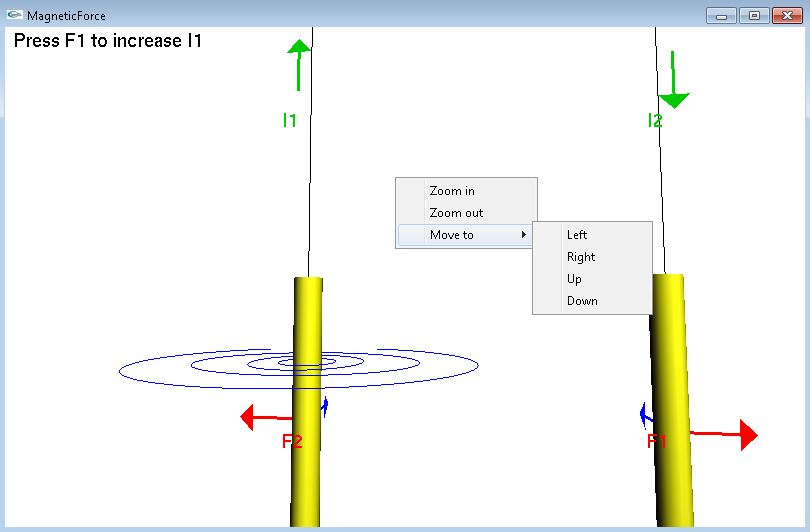 MagneticForce
Press F1 to increase I1
I1
I2
Zoom in
Zoom out
Move to
Left
Right
Up
Down
F2
F1